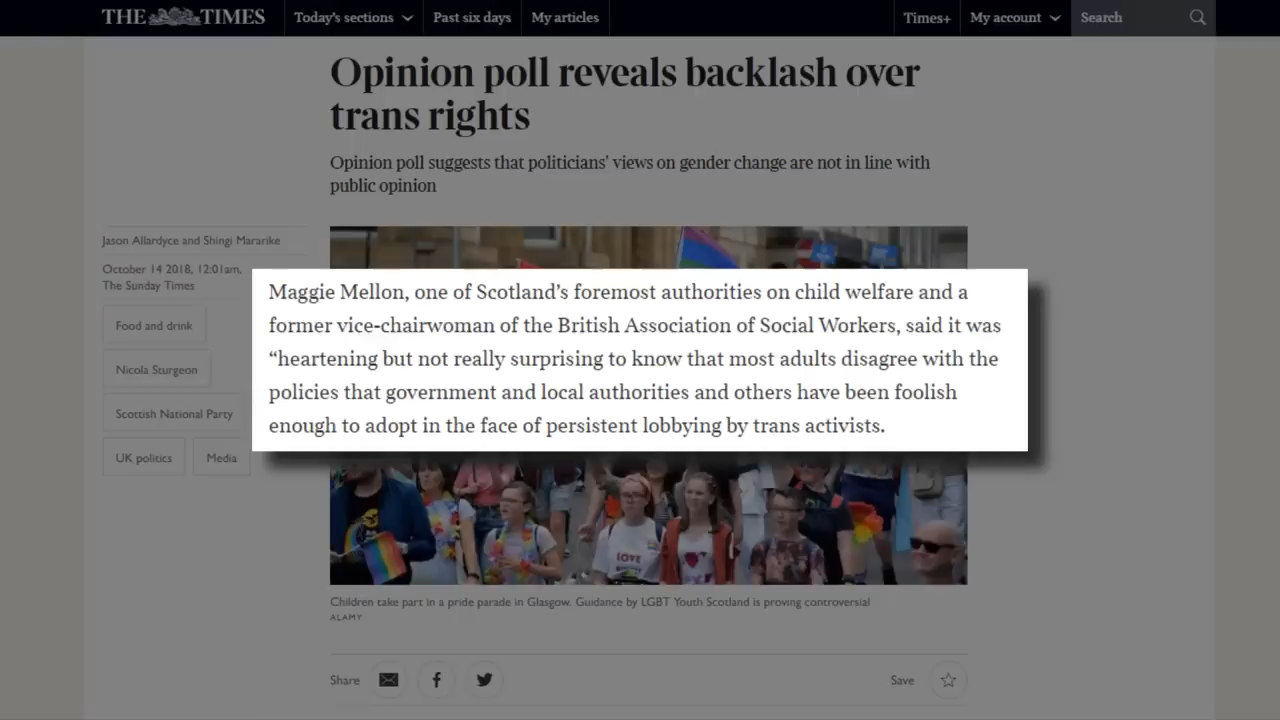 THE TIMES
Today's sections
Past six days
My articles
Times+
My account
Search
Opinion poll reveals backlash over
trans rights
Opinion poll suggests that politicians' views on gender change are not in line with
public opinion
Jason Allardyce and Shingi Mararike
October 14 2018, 12:01am,
The Sunday Times
Food and drink
Nicola Sturgeon
Scottish National Party
UK politics
Media
Maggie Mellon, one of Scotland's foremost authorities on child welfare and a
former vice-chairwoman of the British Association of Social Workers, said it was
“heartening but not really surprising to know that most adults disagree with the
policies that government and local authorities and others have been foolish
enough to adopt in the face of persistent lobbying by trans activists.
LOVE
Children take part in a pride parade in Glasgow. Guidance by LGBT Youth Scotland is proving controversial
ALAMY
Share
Save